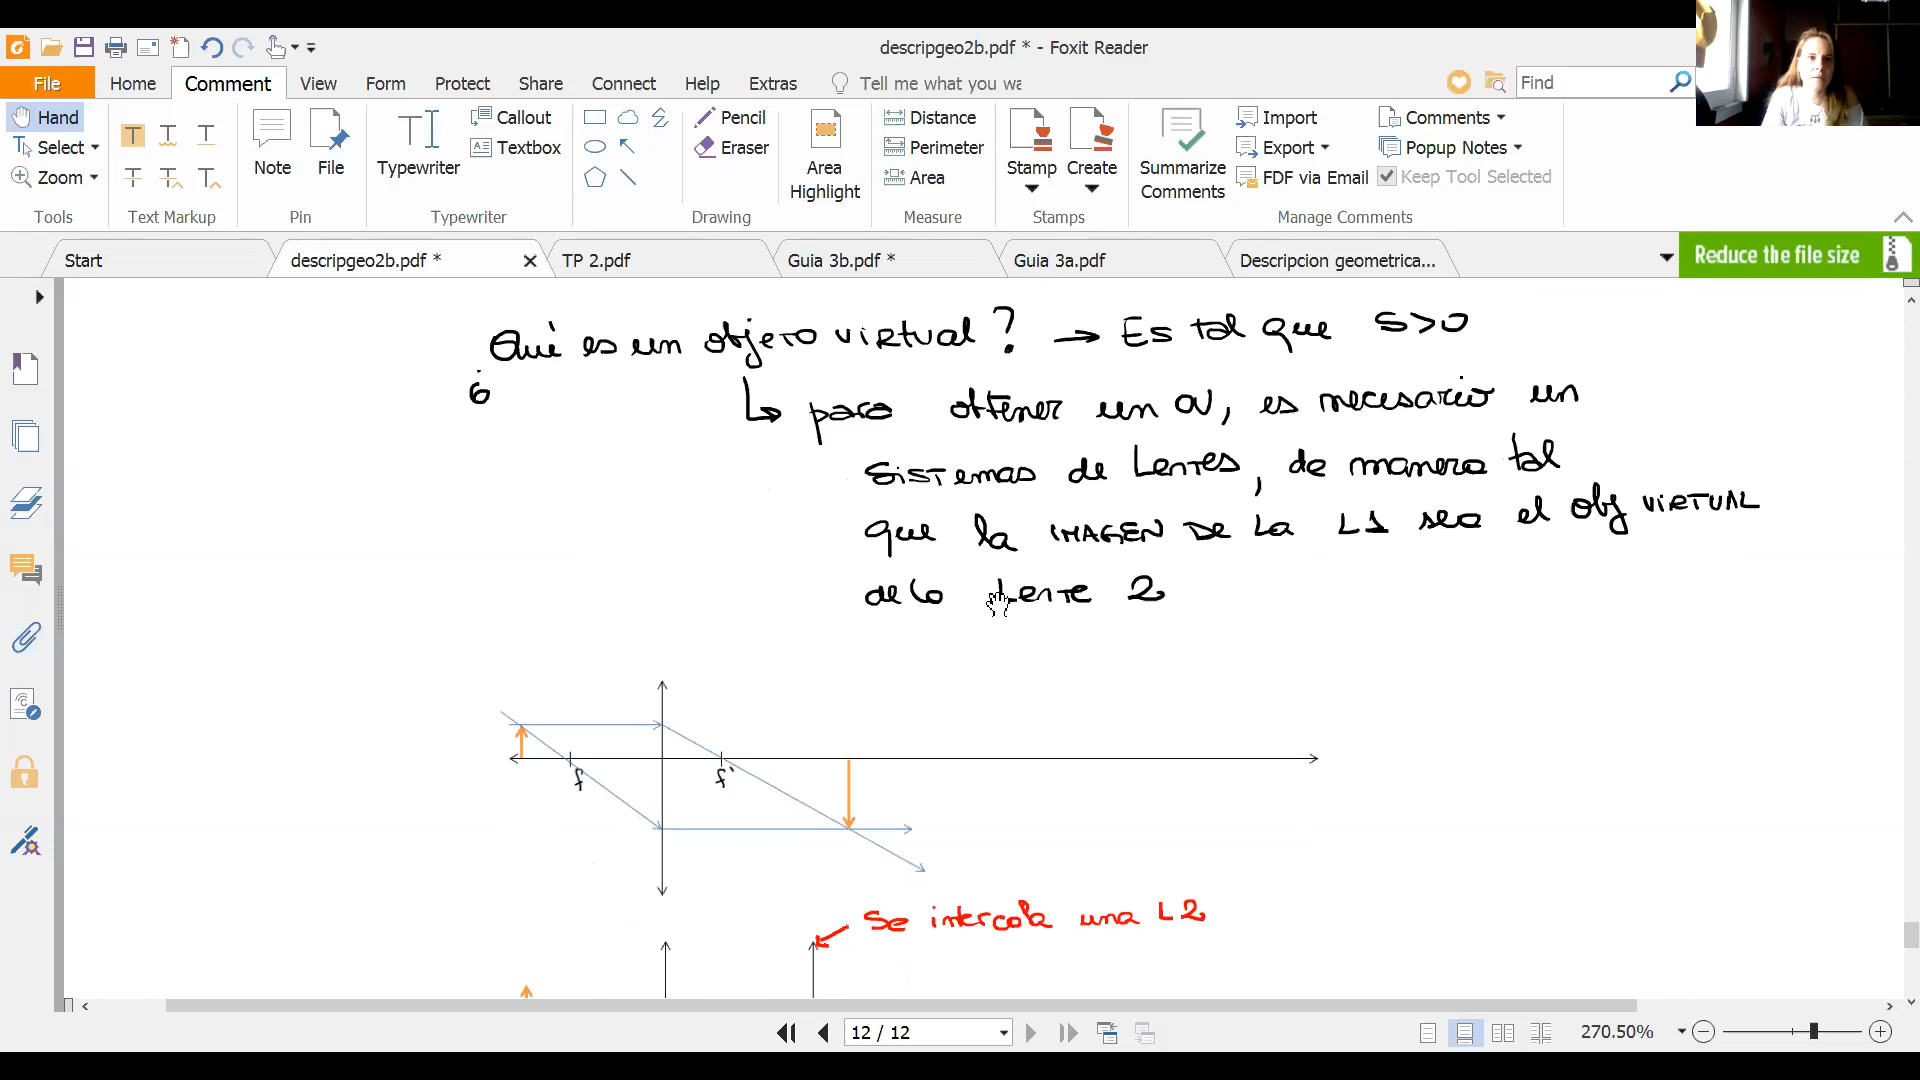 descripgeo2b.pdf * - Foxit Reader
File Home Comment View Form Protect Share Connect Help Extras Tell me what you wa Find
Hand Select Zoom Tools
Text Markup
Note File Pin
Typewriter Callout Textbox Typewriter
Pencil Eraser Area Highlight Drawing
Distance Perimeter Area Measure
Stamp Create Stamps
Summarize Comments Import Export FDF via Email Comments Popup Notes Keep Tool Selected Manage Comments
Start descripgeo2b.pdf * TP 2.pdf Guia 3b.pdf * Guia 3a.pdf Descripcion geometrica... Reduce the file size
Què es un objeto virtual? → Es tal que S>0
↳ para obtener un OV, es necesario un
sistemas de Lentes, de manera tal
que la IMAGEN DE LA L1 sea el obj VIRTUAL
de la Lente 2
f f'
Se intercala una L2
12 / 12 270.50%